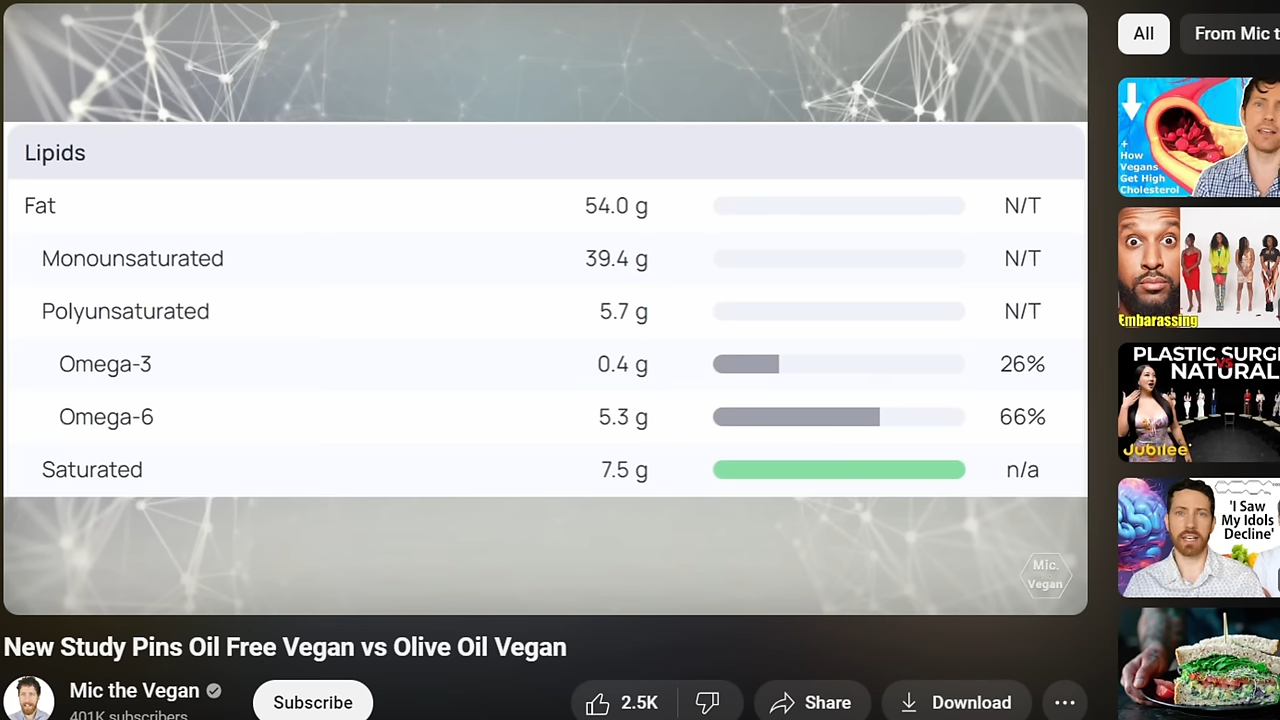 All
From Mic t
Lipids
Fat 54.0 g N/T
Monounsaturated 39.4 g N/T
Polyunsaturated 5.7 g N/T
Omega-3 0.4 g 26%
Omega-6 5.3 g 66%
Saturated 7.5 g n/a
Mic.
Vegan
New Study Pins Oil Free Vegan vs Olive Oil Vegan
Mic the Vegan
401K subscribers
Subscribe
2.5K
Share
Download
+
How
Vegans
Get High
Cholesterol
Embarassing
PLASTIC SURG
VS
NATURAL
Jubilee
'I Saw
My Idols
Decline'